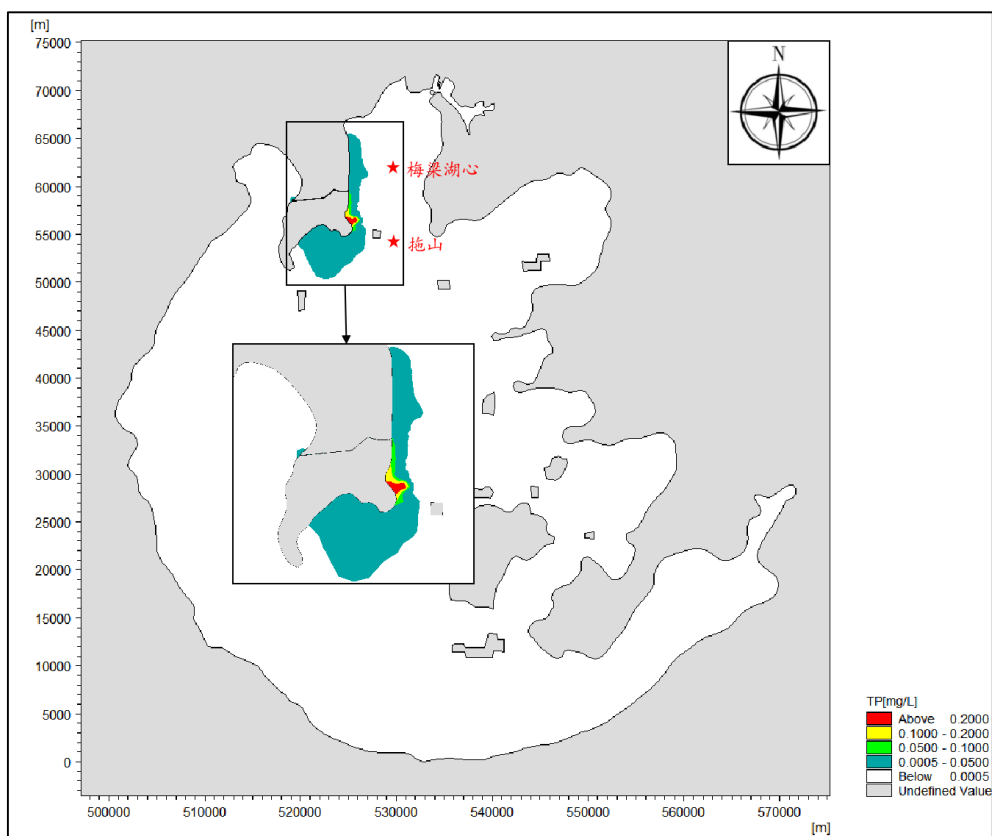 [m]
N
75000
70000
65000
60000
55000
50000
45000
40000
35000
30000
25000
20000
15000
10000
5000
0
梅梁湖心
拖山
500000 510000 520000 530000 540000 550000 560000 570000
[m]
TP[mg/L]
Above 0.2000
0.1000 - 0.2000
0.0500 - 0.1000
0.0005 - 0.0500
Below 0.0005
Undefined Value